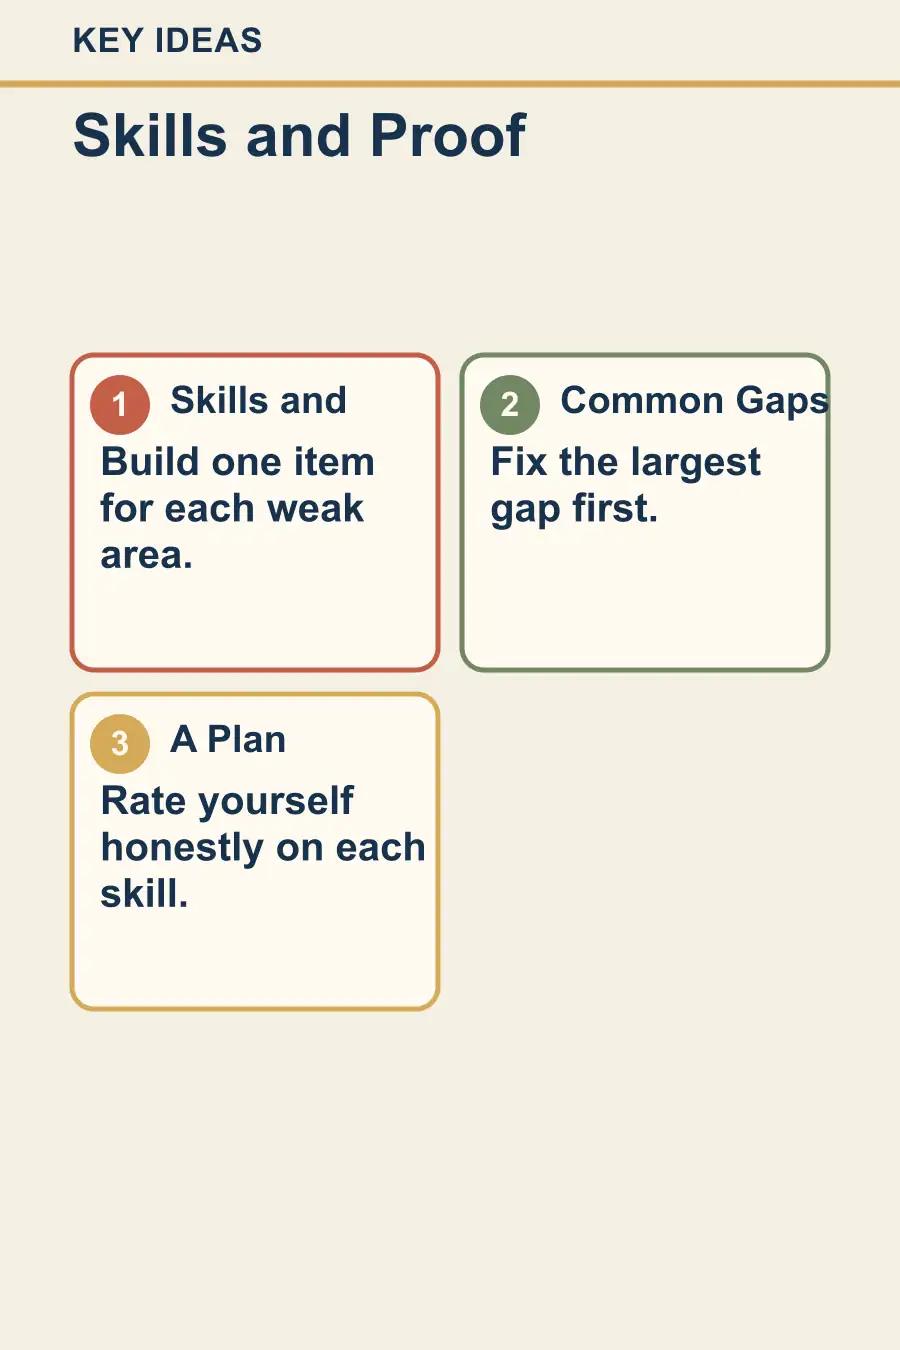 KEY IDEAS
Skills and Proof
1 Skills and
Build one item
for each weak
area.
2 Common Gaps
Fix the largest
gap first.
3 A Plan
Rate yourself
honestly on each
skill.